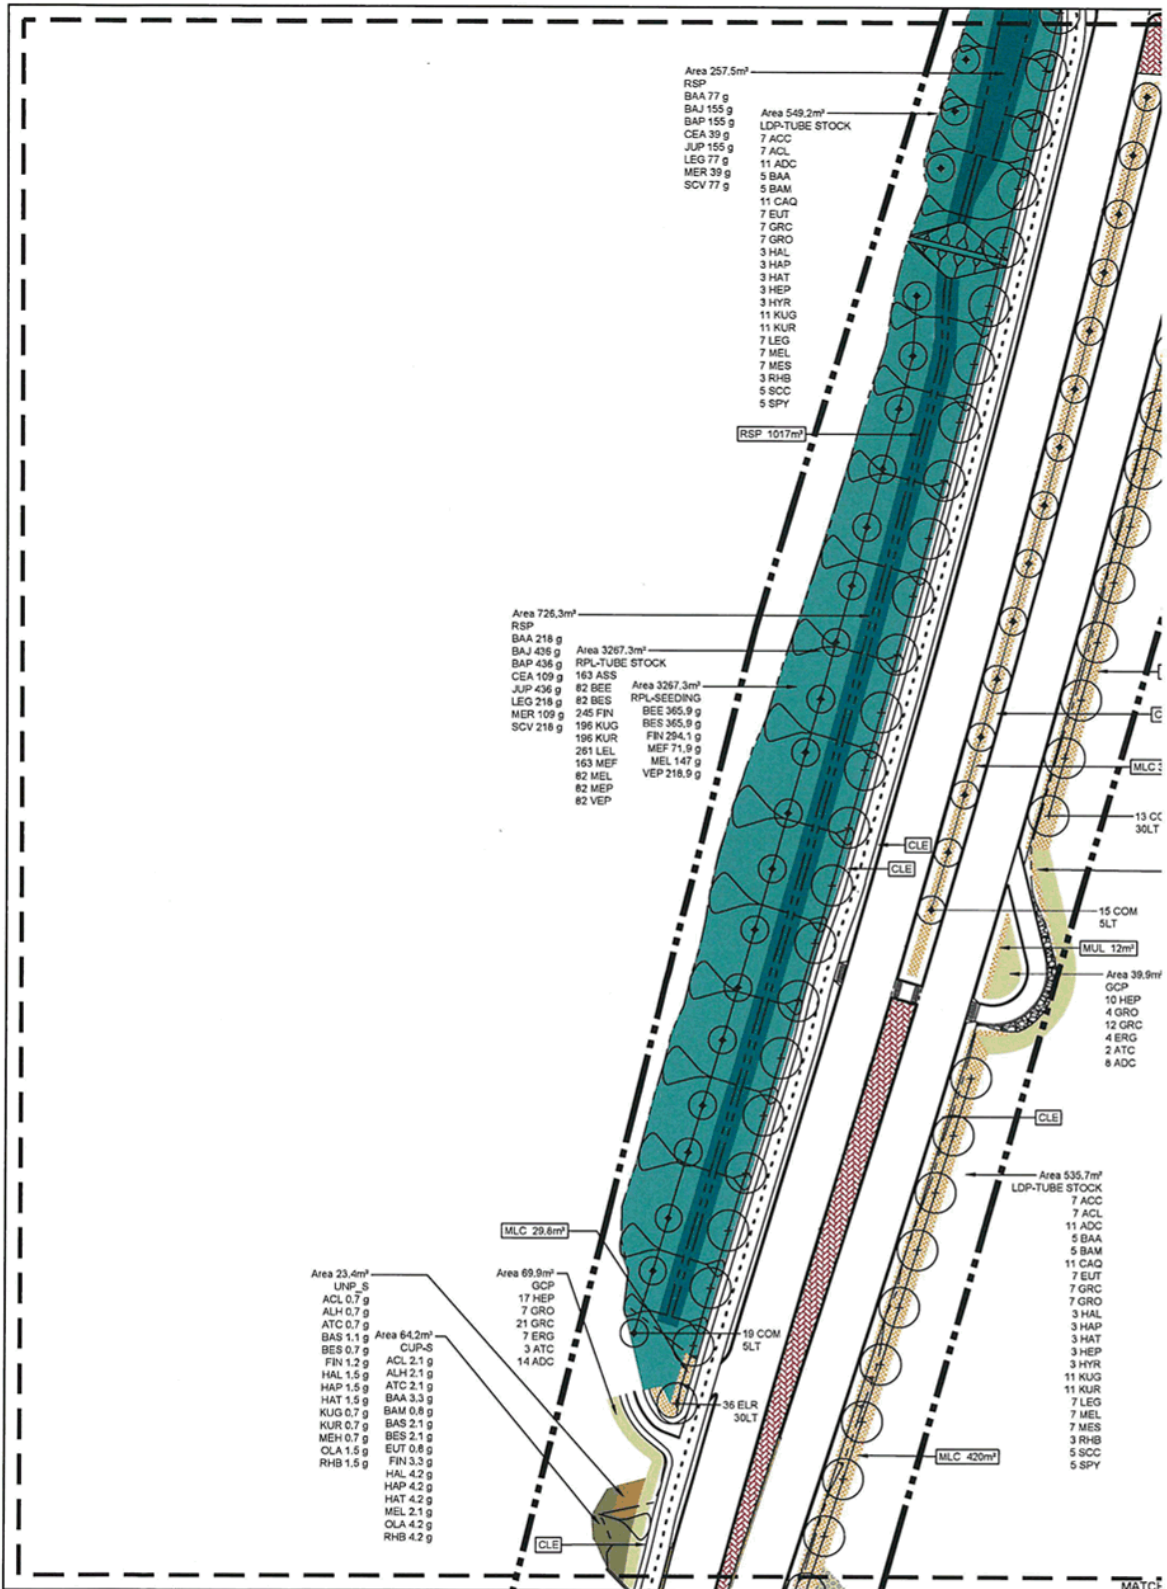 Area 257.5m²
RSP
BAA 77 g
BAJ 155 g
BAP 155 g
CEA 39 g
JUP 155 g
LEG 77 g
MER 39 g
SCV 77 g
Area 549.2m²
LDP-TUBE STOCK
7 ACC
7 ACL
11 ADC
5 BAA
5 BAM
11 CAQ
7 EUT
7 GRC
7 GRO
3 HAL
3 HAP
3 HAT
3 HEP
3 HYR
11 KUG
11 KUR
7 LEG
7 MEL
7 MES
3 RHB
5 SCC
5 SPY
RSP 1017m²
Area 726.3m²
RSP
BAA 218 g
BAJ 436 g
BAP 436 g
CEA 109 g
JUP 436 g
LEG 218 g
MER 109 g
SCV 218 g
Area 3267.3m²
RPL-TUBE STOCK
163 ASS
82 BEE
82 BES
245 FIN
196 KUG
196 KUR
261 LEL
163 MEF
82 MEL
82 MEP
82 VEP
Area 3267.3m²
RPL-SEEDING
BEE 365.9 g
BES 365.9 g
FIN 294.1 g
MEF 71.9 g
MEL 147 g
VEP 218.9 g
C
MLC 3
13 CO
30LT
CLE
CLE
15 COM
5LT
MUL 12m²
Area 39.9m²
GCP
10 HEP
4 GRO
12 GRC
4 ERG
2 ATC
8 ADC
CLE
Area 535.7m²
LDP-TUBE STOCK
7 ACC
7 ACL
11 ADC
5 BAA
5 BAM
11 CAQ
7 EUT
7 GRC
7 GRO
3 HAL
3 HAP
3 HAT
3 HEP
3 HYR
11 KUG
11 KUR
7 LEG
7 MEL
7 MES
3 RHB
5 SCC
5 SPY
MLC 29.8m²
Area 69.9m²
GCP
17 HEP
7 GRO
21 GRC
7 ERG
3 ATC
14 ADC
Area 23.4m²
UNP_S
ACL 0.7 g
ALH 0.7 g
ATC 0.7 g
BAS 1.1 g
BES 0.7 g
FIN 1.2 g
HAL 1.5 g
HAP 1.5 g
HAT 1.5 g
KUG 0.7 g
KUR 0.7 g
MEH 0.7 g
OLA 1.5 g
RHB 1.5 g
Area 64.2m²
CUP-S
ACL 2.1 g
ALH 2.1 g
ATC 2.1 g
BAA 3.3 g
BAM 0.8 g
BAS 2.1 g
BES 2.1 g
EUT 0.8 g
FIN 3.3 g
HAL 4.2 g
HAP 4.2 g
HAT 4.2 g
MEL 2.1 g
OLA 4.2 g
RHB 4.2 g
19 COM
5LT
36 ELR
30LT
MLC 420m²
CLE